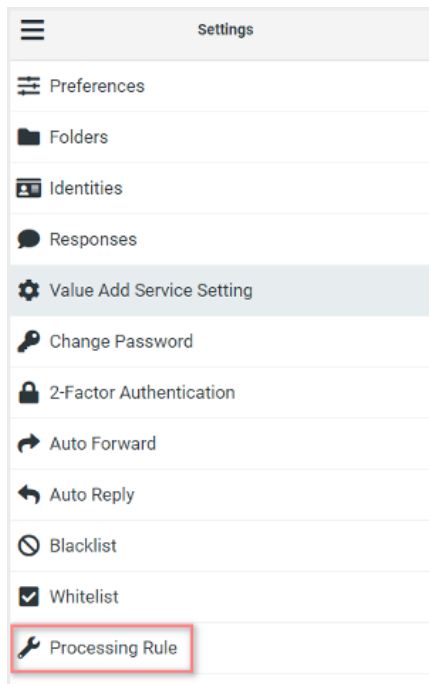 Settings
Preferences
Folders
Identities
Responses
Value Add Service Setting
Change Password
2-Factor Authentication
Auto Forward
Auto Reply
Blacklist
Whitelist
Processing Rule